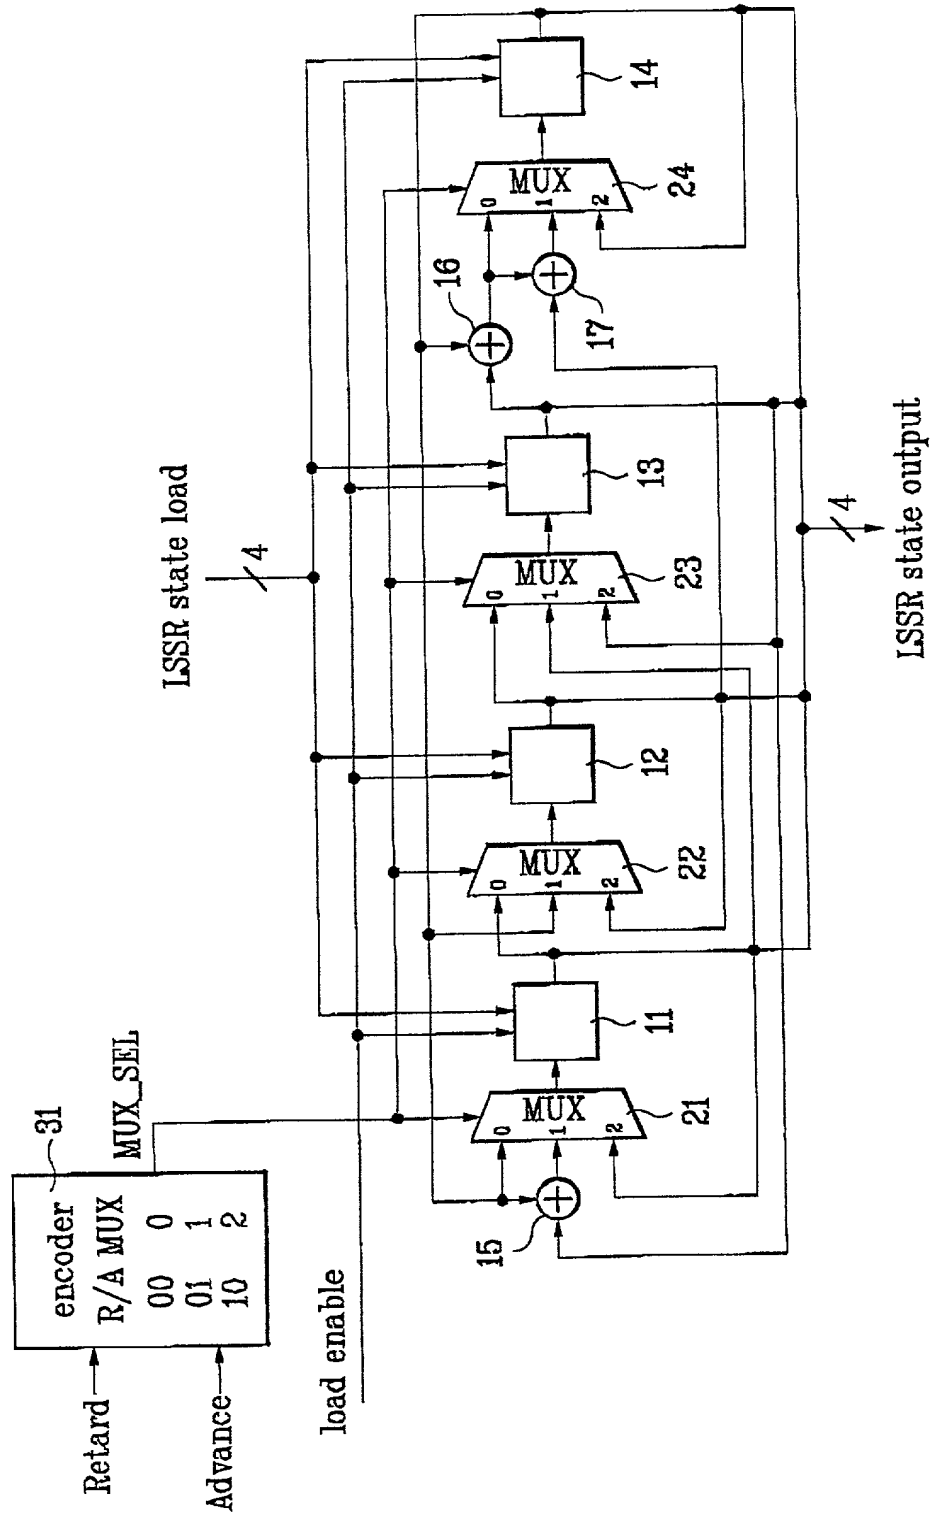 encoder
R/A MUX
00 0
01 1
10 2
31
Retard
Advance
MUX_SEL
load enable
LSSR state load
4
15
0
1
2
MUX
21
11
0
1
2
MUX
22
12
0
1
2
MUX
23
13
16
17
0
1
2
MUX
24
14
4
LSSR state output